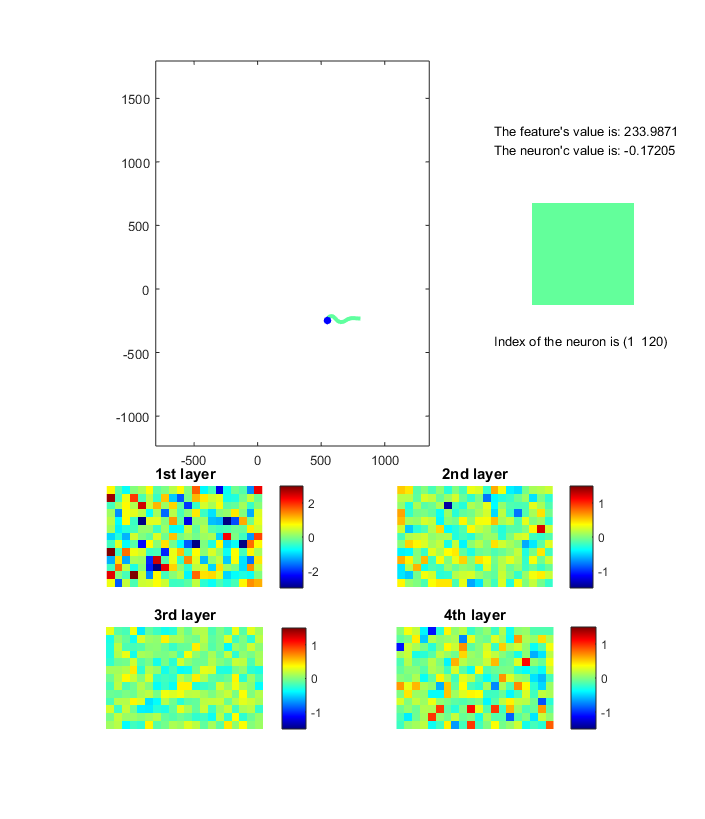 1500
1000
500
0
-500
-1000
-500 0 500 1000
The feature's value is: 233.9871
The neuron'c value is: -0.17205
Index of the neuron is (1 120)
1st layer
2
0
-2
2nd layer
1
0
-1
3rd layer
1
0
-1
4th layer
1
0
-1